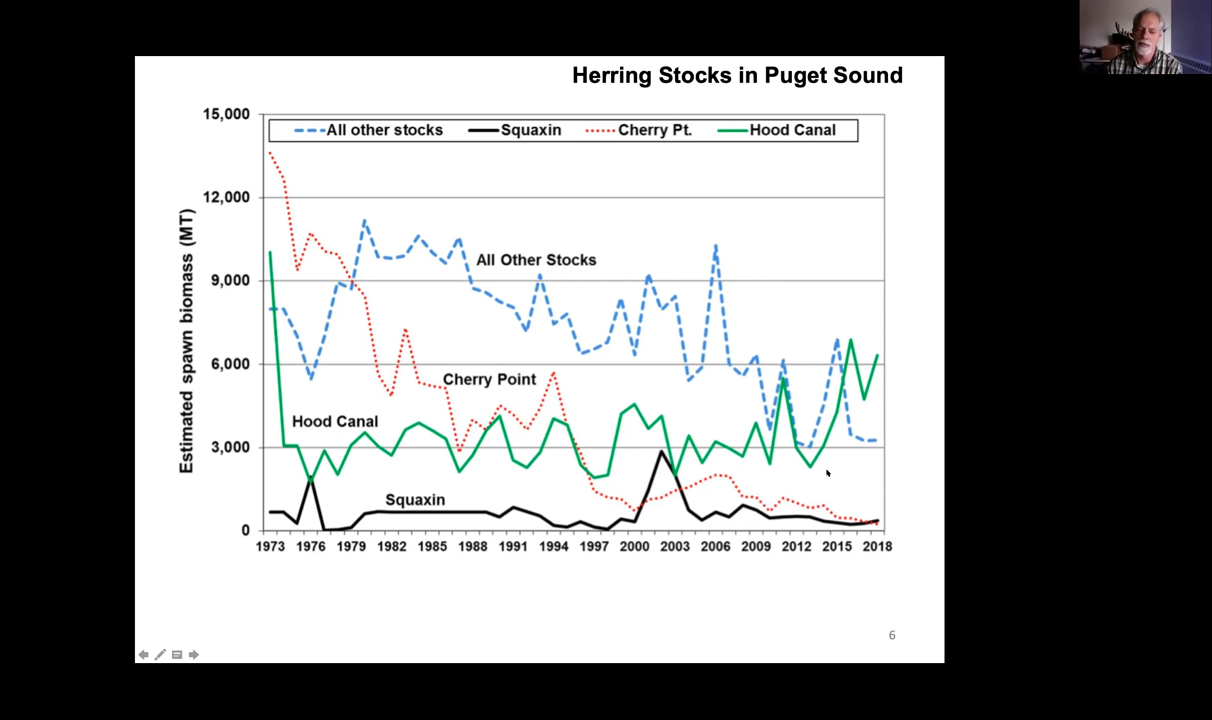 Herring Stocks in Puget Sound
15,000
All other stocks Squaxin Cherry Pt. Hood Canal
12,000
9,000
6,000
3,000
0
Estimated spawn biomass (MT)
All Other Stocks
Cherry Point
Hood Canal
Squaxin
1973 1976 1979 1982 1985 1988 1991 1994 1997 2000 2003 2006 2009 2012 2015 2018
6